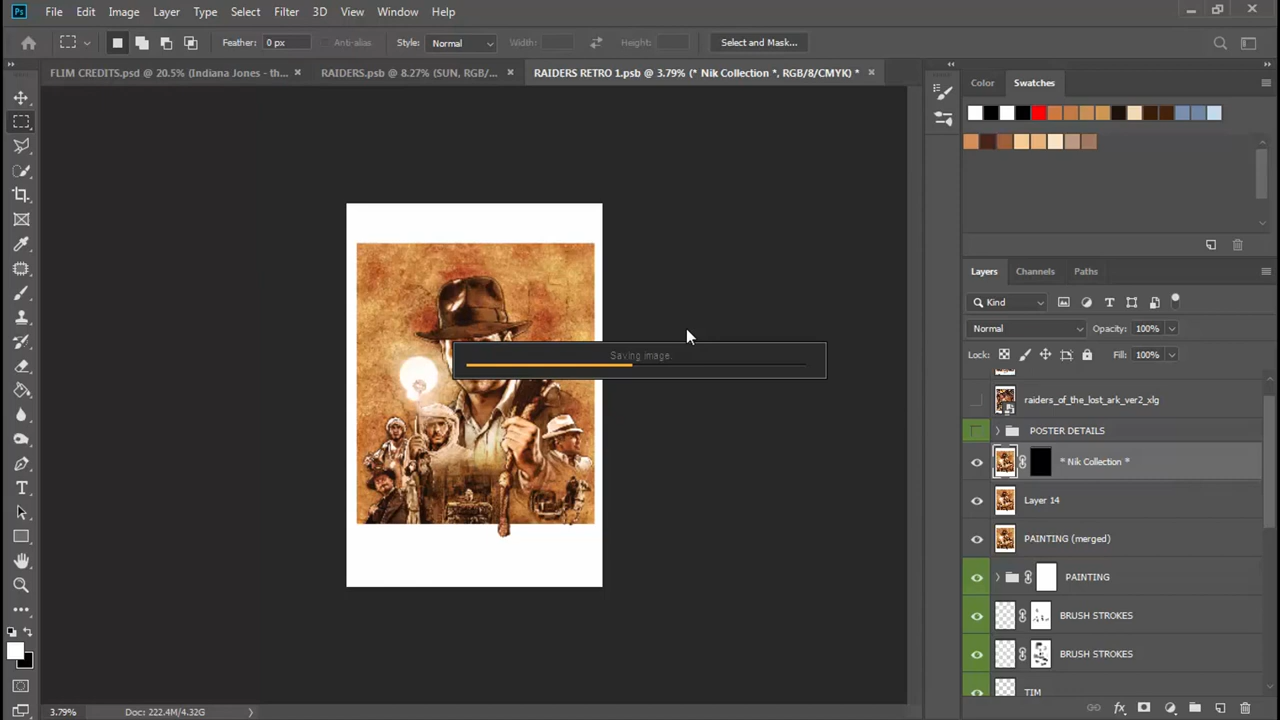 Ps File Edit Image Layer Type Select Filter 3D View Window Help
Feather: 0 px Anti-alias Style: Normal Width: Height: Select and Mask...
FLIM CREDITS.psd @ 20.5% (Indiana Jones - th... × RAIDERS.psb @ 8.27% (SUN, RGB/... × RAIDERS RETRO 1.psb @ 3.79% (* Nik Collection *, RGB/8/CMYK) * ×
Color Swatches
Saving image.
Layers Channels Paths
Kind
Normal Opacity: 100%
Lock: Fill: 100%
raiders_of_the_lost_ark_ver2_xlg
POSTER DETAILS
* Nik Collection *
Layer 14
PAINTING (merged)
PAINTING
BRUSH STROKES
BRUSH STROKES
TIM
3.79% Doc: 222.4M/4.32G